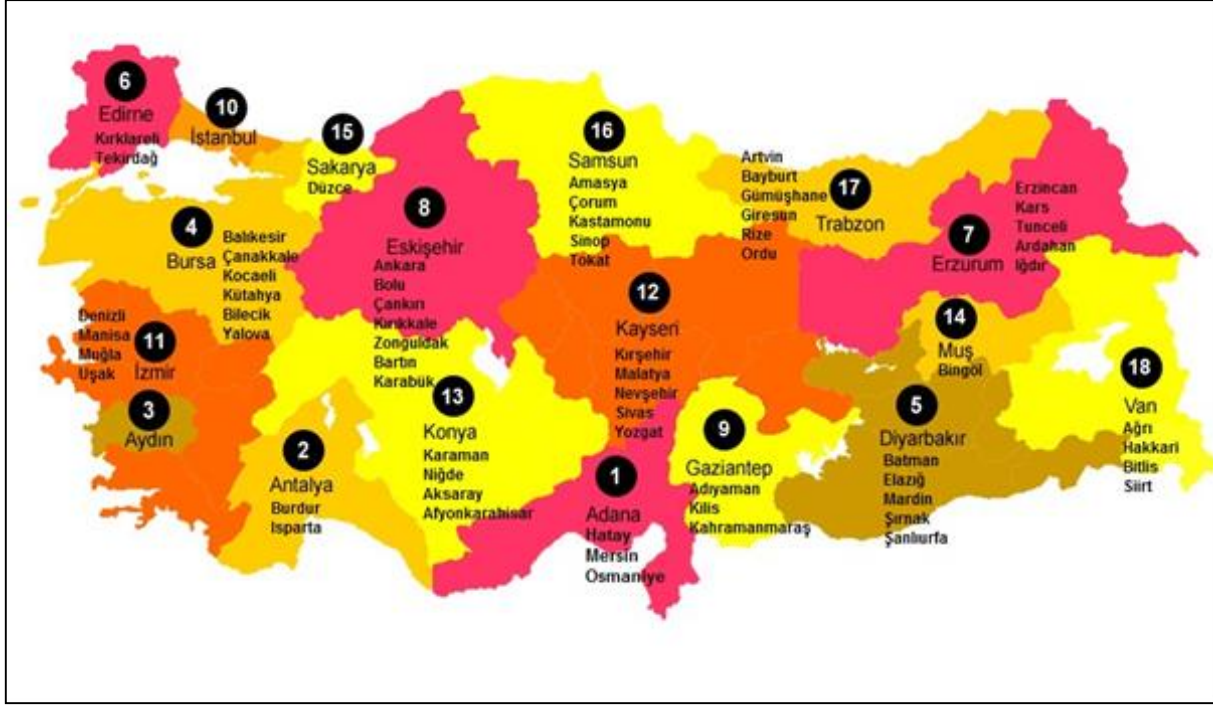 6
Edirne
Kırklareli
Tekirdağ
10
İstanbul
15
Sakarya
Düzce
4
Bursa
Balıkesir
Çanakkale
Kocaeli
Kütahya
Bilecik
Yalova
8
Eskişehir
Ankara
Bolu
Çankırı
Kırıkkale
Zonguldak
Bartın
Karabük
16
Samsun
Amasya
Çorum
Kastamonu
Sinop
Tokat
Artvin
Bayburt
Gümüşhane
Giresun
Rize
Ordu
17
Trabzon
7
Erzurum
Erzincan
Kars
Tunceli
Ardahan
Iğdır
Denizli
Manisa
Muğla
Uşak
11
İzmir
3
Aydın
2
Antalya
Burdur
Isparta
13
Konya
Karaman
Niğde
Aksaray
Afyonkarahisar
12
Kayseri
Kırşehir
Malatya
Nevşehir
Sivas
Yozgat
1
Adana
Hatay
Mersin
Osmaniye
9
Gaziantep
Adıyaman
Kilis
Kahramanmaraş
14
Muş
Bingöl
5
Diyarbakır
Batman
Elazığ
Mardin
Şırnak
Şanlıurfa
18
Van
Ağrı
Hakkari
Bitlis
Siirt